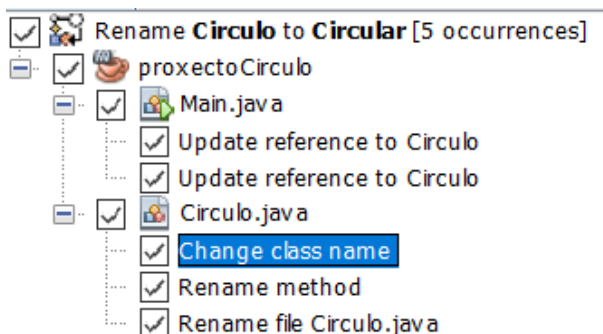 Rename Circulo to Circular [5 occurrences]
proxectoCirculo
Main.java
Update reference to Circulo
Update reference to Circulo
Circulo.java
Change class name
Rename method
Rename file Circulo.java